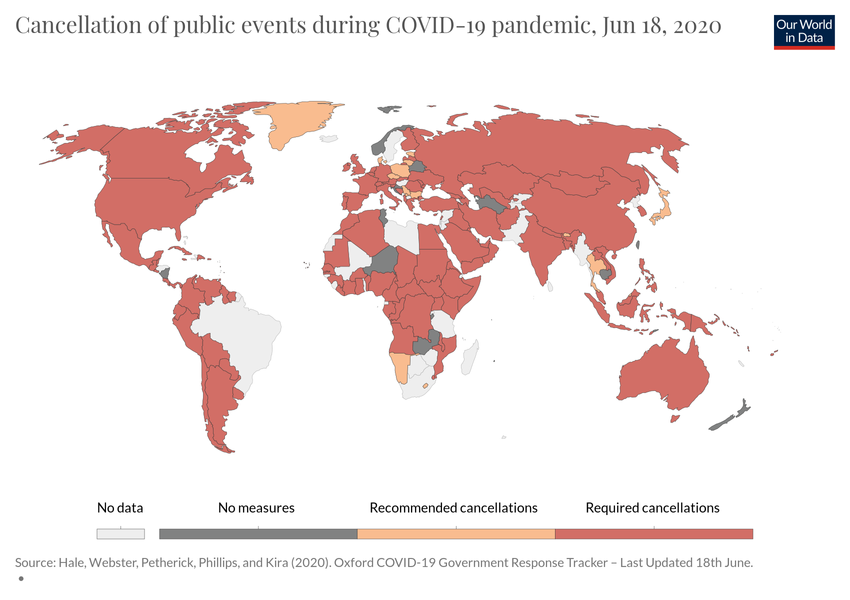 Cancellation of public events during COVID-19 pandemic, Jun 18, 2020
Our World
in Data
No data
No measures
Recommended cancellations
Required cancellations
Source: Hale, Webster, Petherick, Phillips, and Kira (2020). Oxford COVID-19 Government Response Tracker – Last Updated 18th June.